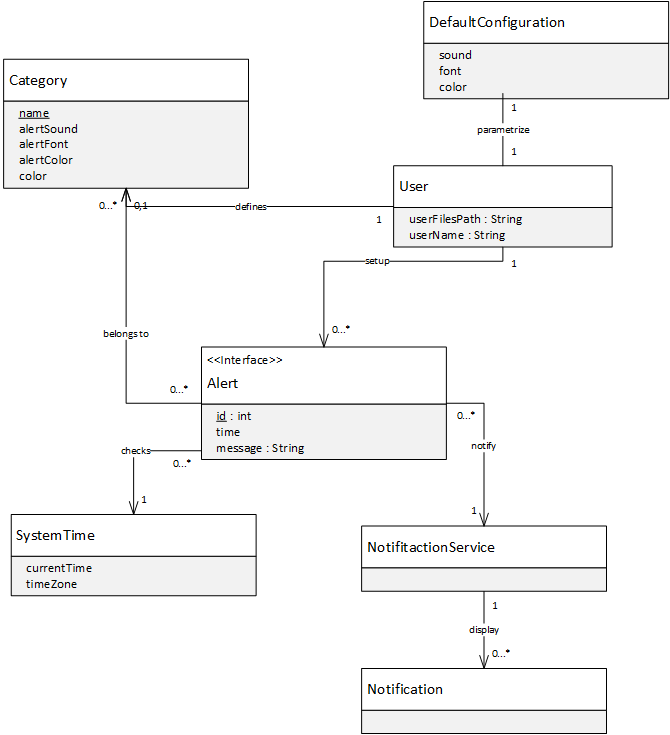 DefaultConfiguration
sound
font
color
Category
name
alertSound
alertFont
alertColor
color
1
parametrize
1
User
userFilesPath : String
userName : String
0...*
0,1
defines
1
setup
1
0...*
belongs to
<<Interface>>
Alert
id : int
time
message : String
0...*
0...*
notify
checks
0...*
1
1
SystemTime
currentTime
timeZone
NotifitactionService
1
display
0...*
Notification